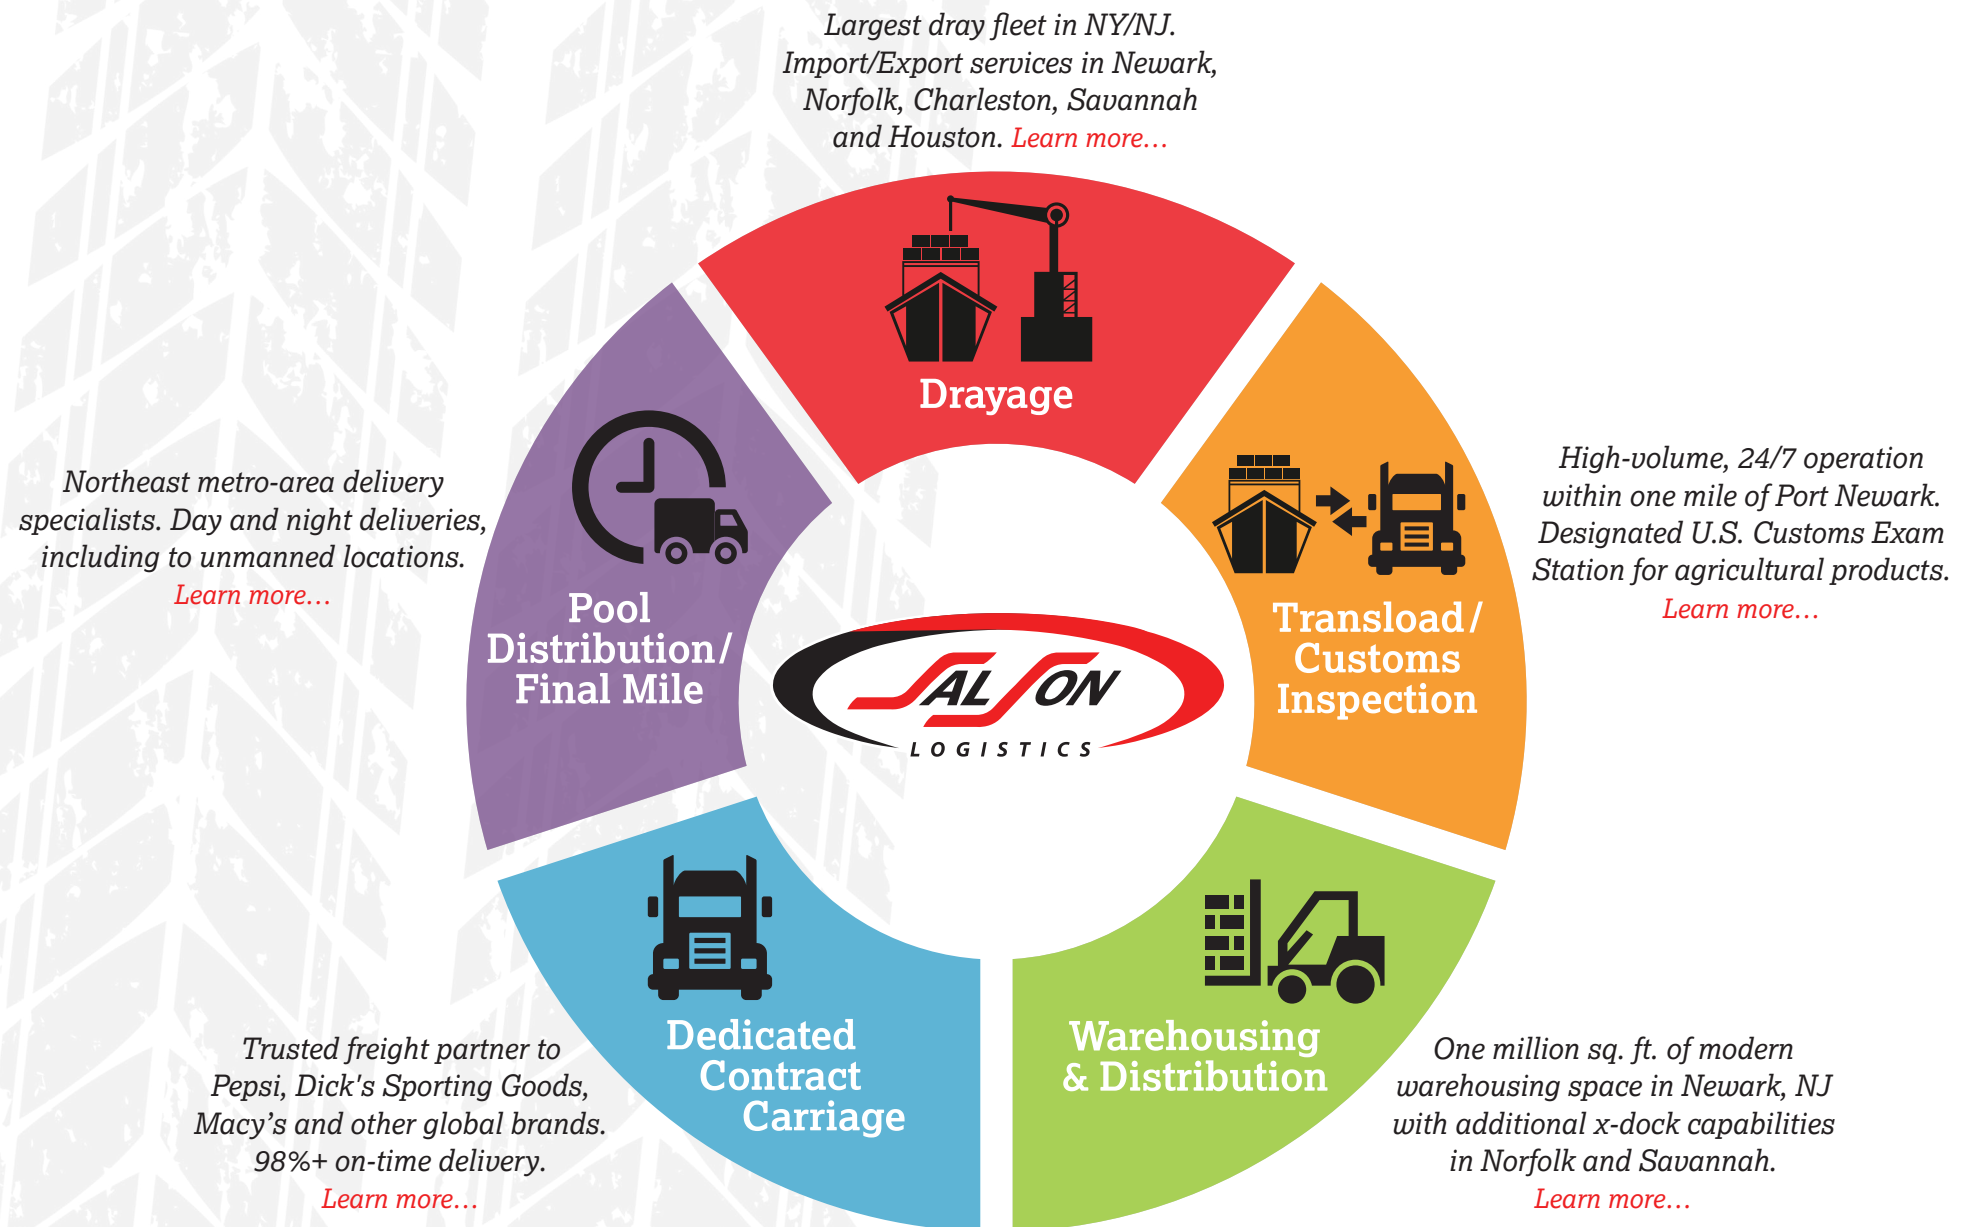 Largest dray fleet in NY/NJ.
Import/Export services in Newark,
Norfolk, Charleston, Savannah
and Houston. Learn more…
Drayage
High-volume, 24/7 operation
within one mile of Port Newark.
Designated U.S. Customs Exam
Station for agricultural products.
Learn more…
Transload/
Customs
Inspection
Northeast metro-area delivery
specialists. Day and night deliveries,
including to unmanned locations.
Learn more…
Pool
Distribution/
Final Mile
SALSON
LOGISTICS
Dedicated
Contract
Carriage
Trusted freight partner to
Pepsi, Dick's Sporting Goods,
Macy’s and other global brands.
98%+ on-time delivery.
Learn more…
Warehousing
& Distribution
One million sq. ft. of modern
warehousing space in Newark, NJ
with additional x-dock capabilities
in Norfolk and Savannah.
Learn more…